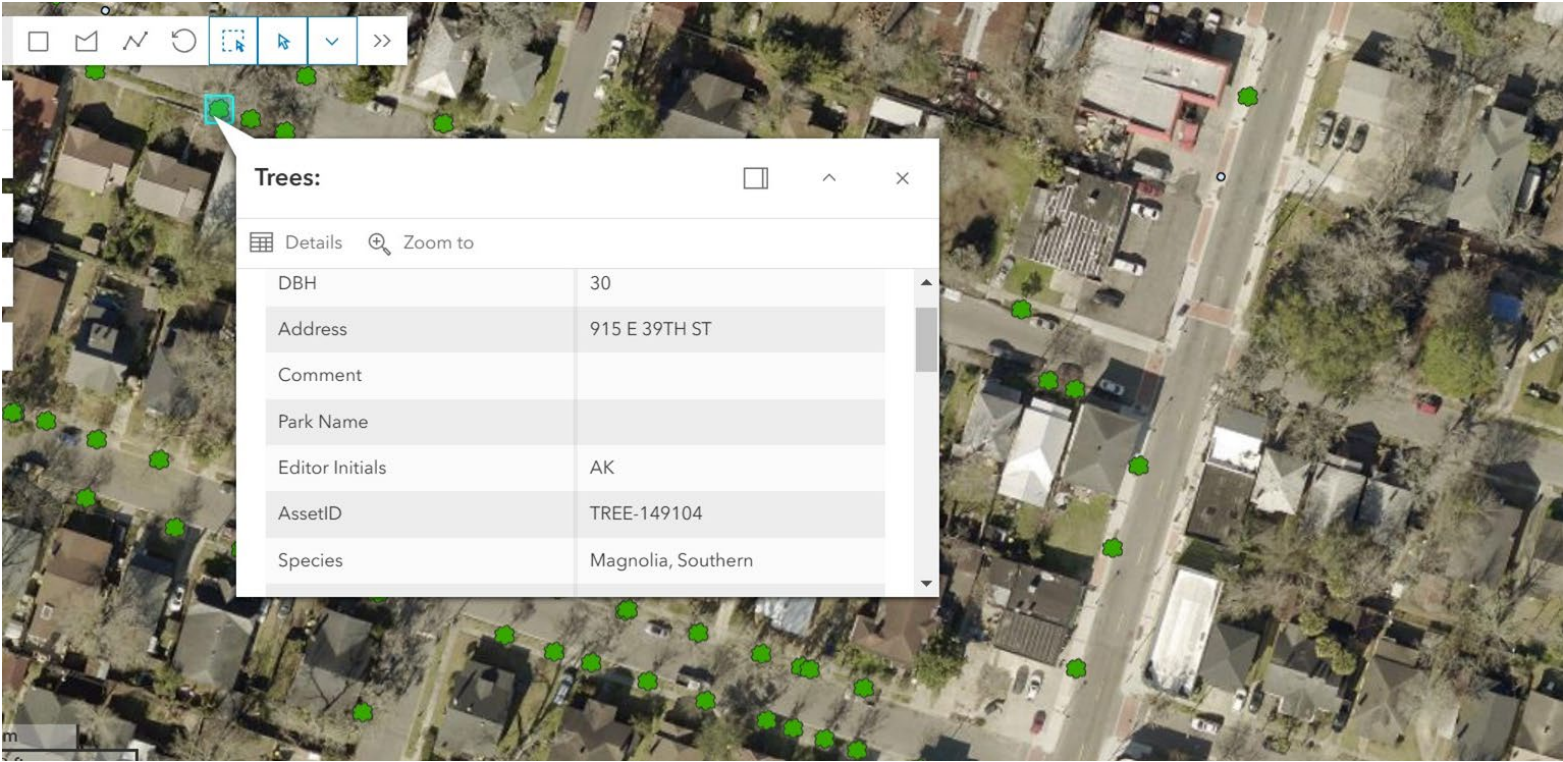 Trees:
Details Zoom to
DBH 30
Address 915 E 39TH ST
Comment
Park Name
Editor Initials AK
AssetID TREE-149104
Species Magnolia, Southern
m